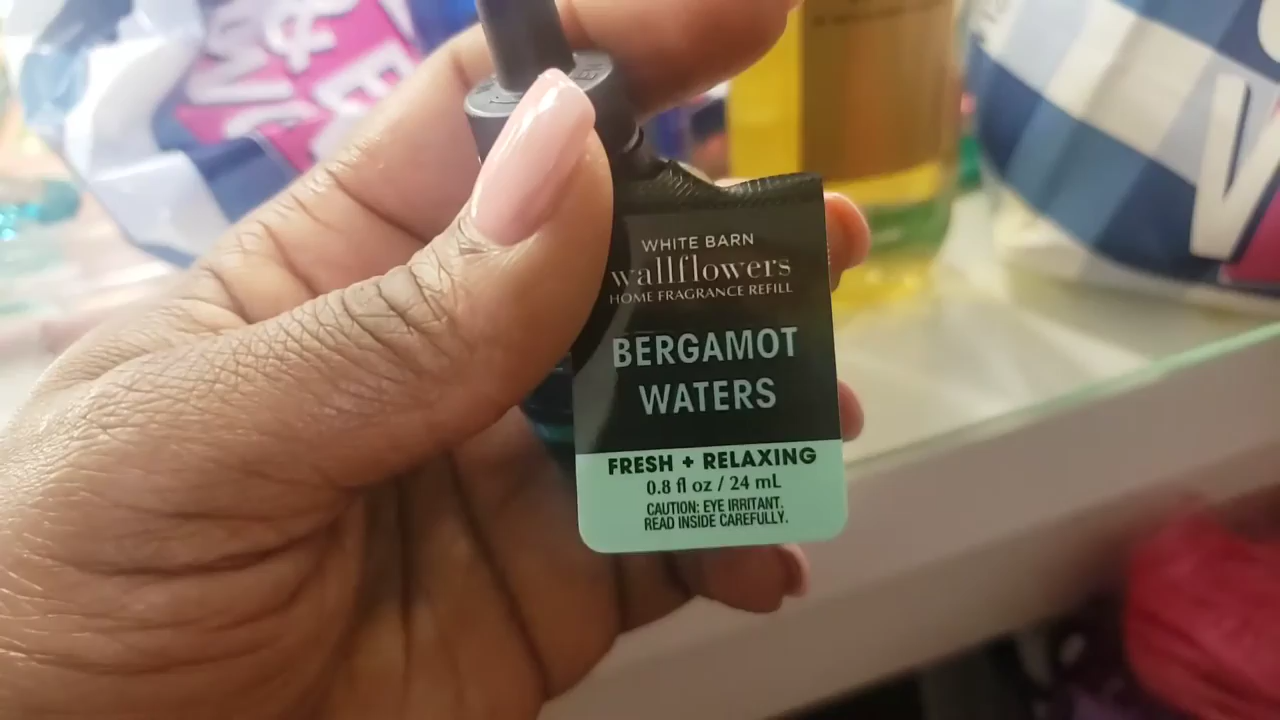 WHITE BARN
wallflowers
HOME FRAGRANCE REFILL
BERGAMOT
WATERS
FRESH + RELAXING
0.8 fl oz / 24 mL
CAUTION: EYE IRRITANT.
READ INSIDE CAREFULLY.